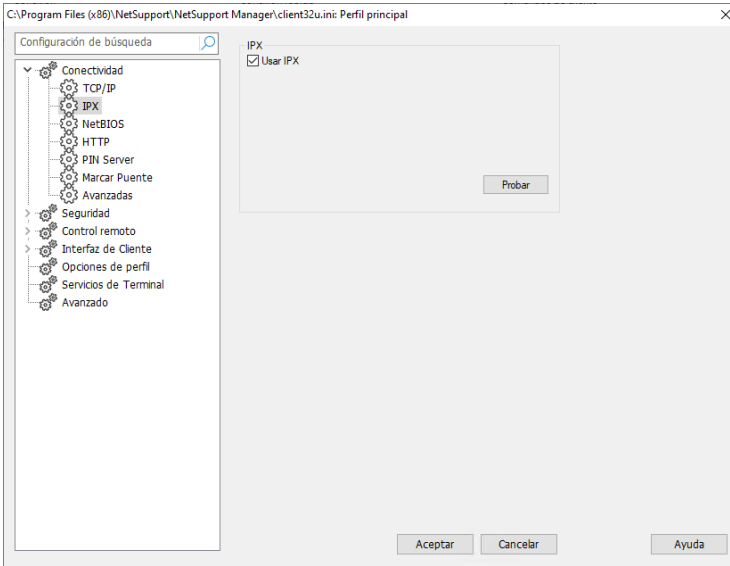 C:\Program Files (x86)\NetSupport\NetSupport Manager\client32u.ini: Perfil principal
Configuración de búsqueda
Conectividad
TCP/IP
IPX
NetBIOS
HTTP
PIN Server
Marcar Puente
Avanzadas
Seguridad
Control remoto
Interfaz de Cliente
Opciones de perfil
Servicios de Terminal
Avanzado
IPX
Usar IPX
Probar
Aceptar
Cancelar
Ayuda